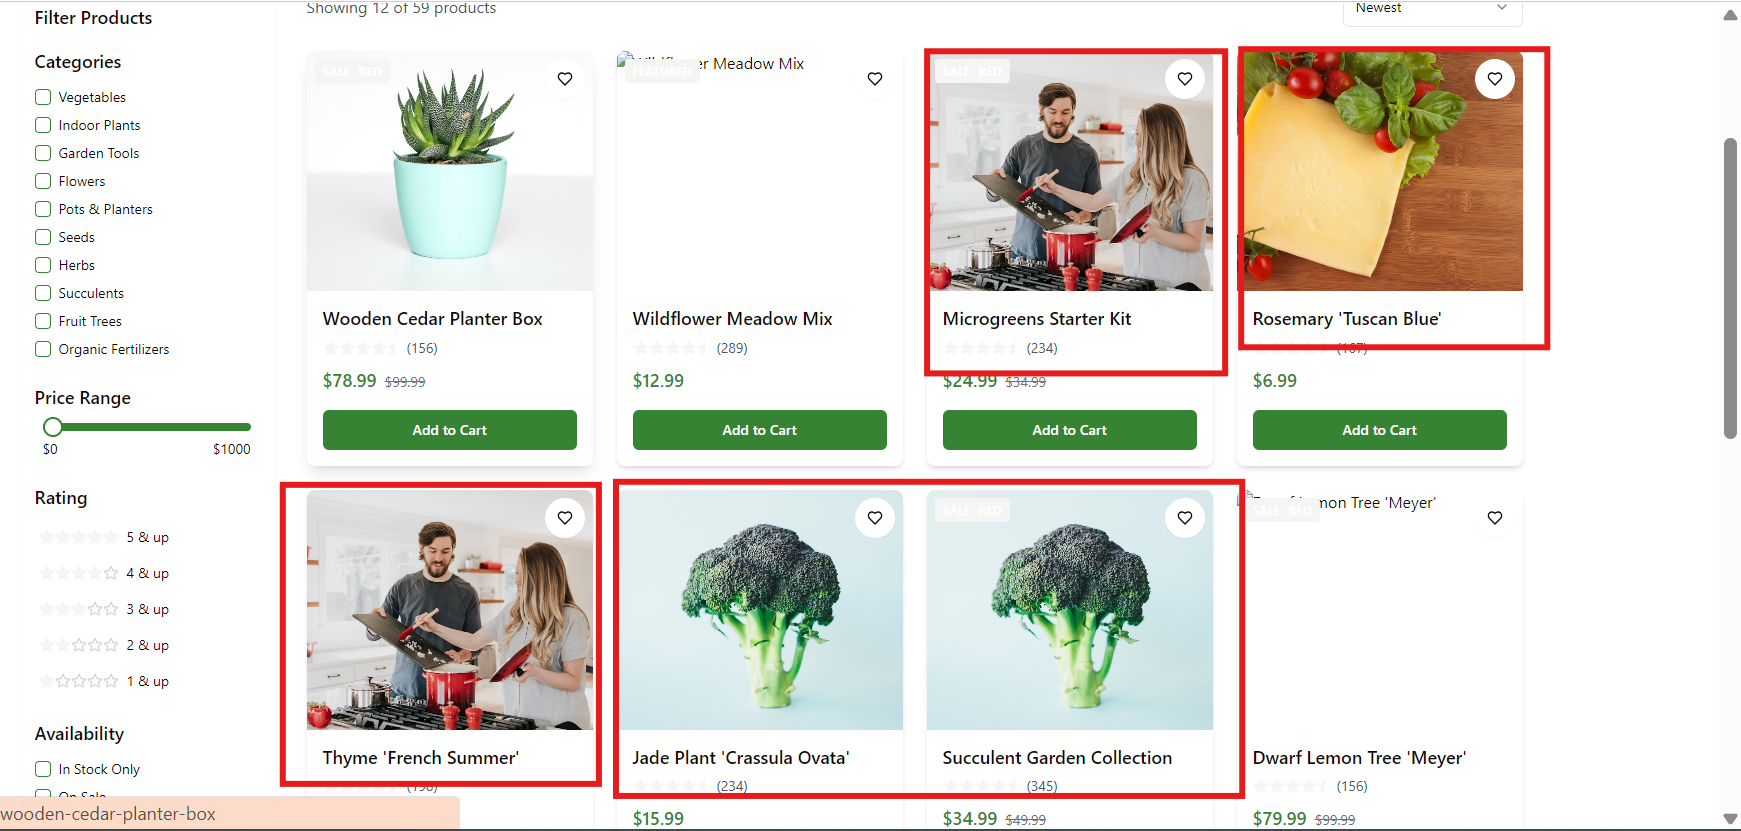 Showing 12 of 59 products
Newest
Filter Products
Categories
Vegetables
Indoor Plants
Garden Tools
Flowers
Pots & Planters
Seeds
Herbs
Succulents
Fruit Trees
Organic Fertilizers
Price Range
$0 $1000
Rating
5 & up
4 & up
3 & up
2 & up
1 & up
Availability
In Stock Only
On Sale
wooden-cedar-planter-box
SALE RED
Wooden Cedar Planter Box
(156)
$78.99 $99.99
Add to Cart
Wildflower Meadow Mix
FEATURED
Wildflower Meadow Mix
(289)
$12.99
Add to Cart
SALE RED
Microgreens Starter Kit
(234)
$24.99 $34.99
Add to Cart
Rosemary 'Tuscan Blue'
(167)
$6.99
Add to Cart
Thyme 'French Summer'
(198)
Jade Plant 'Crassula Ovata'
(234)
$15.99
SALE RED
Succulent Garden Collection
(345)
$34.99 $49.99
Dwarf Lemon Tree 'Meyer'
SALE RED
Dwarf Lemon Tree 'Meyer'
(156)
$79.99 $99.99